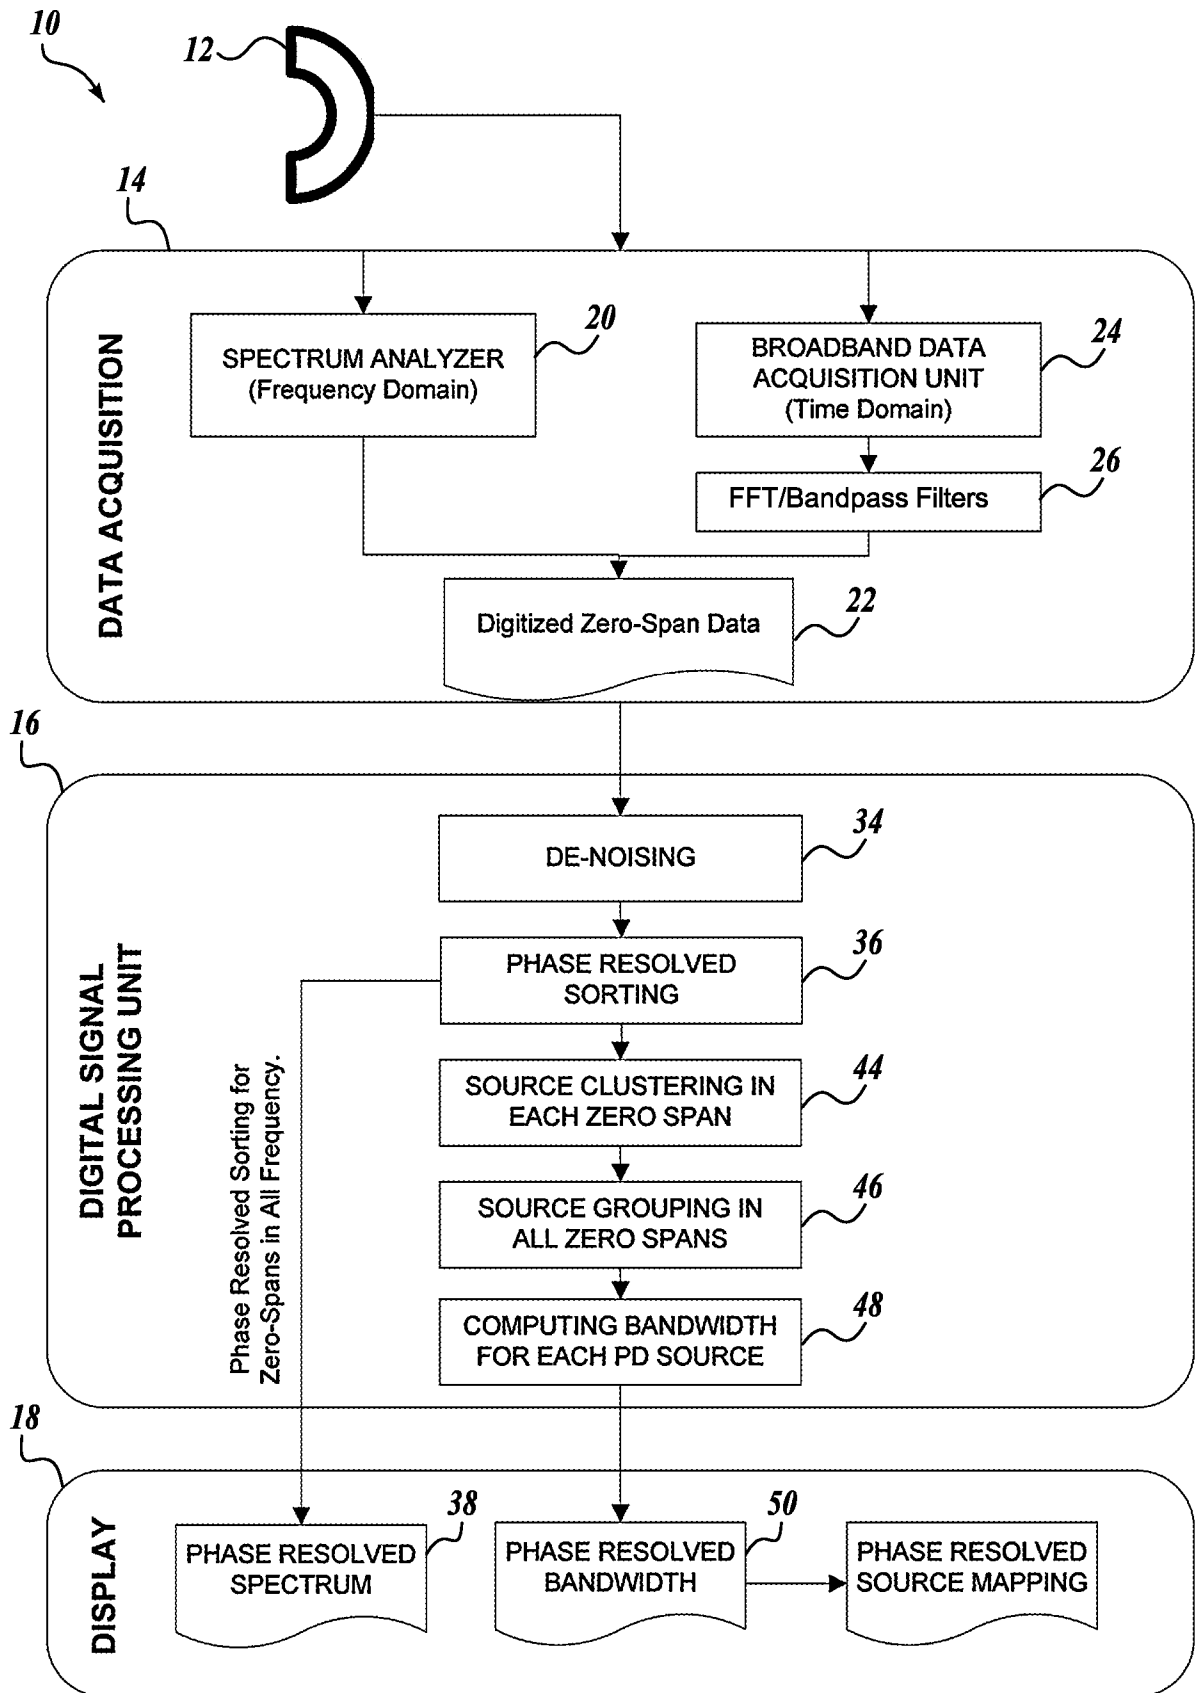 10
12
14
DATA ACQUISITION
SPECTRUM ANALYZER
(Frequency Domain)
20
BROADBAND DATA
ACQUISITION UNIT
(Time Domain)
24
FFT/Bandpass Filters
26
Digitized Zero-Span Data
22
16
DIGITAL SIGNAL
PROCESSING UNIT
DE-NOISING
34
PHASE RESOLVED
SORTING
36
Phase Resolved Sorting for
Zero-Spans in All Frequency.
SOURCE CLUSTERING IN
EACH ZERO SPAN
44
SOURCE GROUPING IN
ALL ZERO SPANS
46
COMPUTING BANDWIDTH
FOR EACH PD SOURCE
48
18
DISPLAY
PHASE RESOLVED
SPECTRUM
38
PHASE RESOLVED
BANDWIDTH
50
PHASE RESOLVED
SOURCE MAPPING